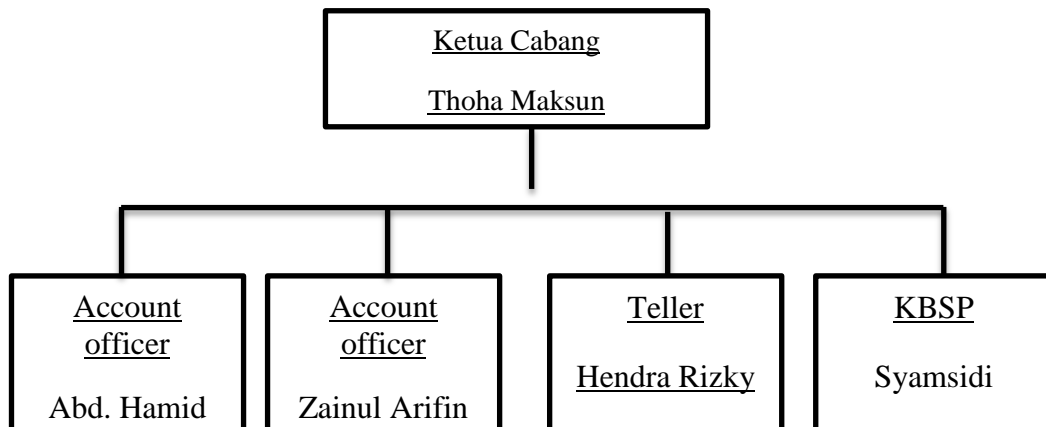 Ketua Cabang
Thoha Maksun
Account
officer
Abd. Hamid
Account
officer
Zainul Arifin
Teller
Hendra Rizky
KBSP
Syamsidi